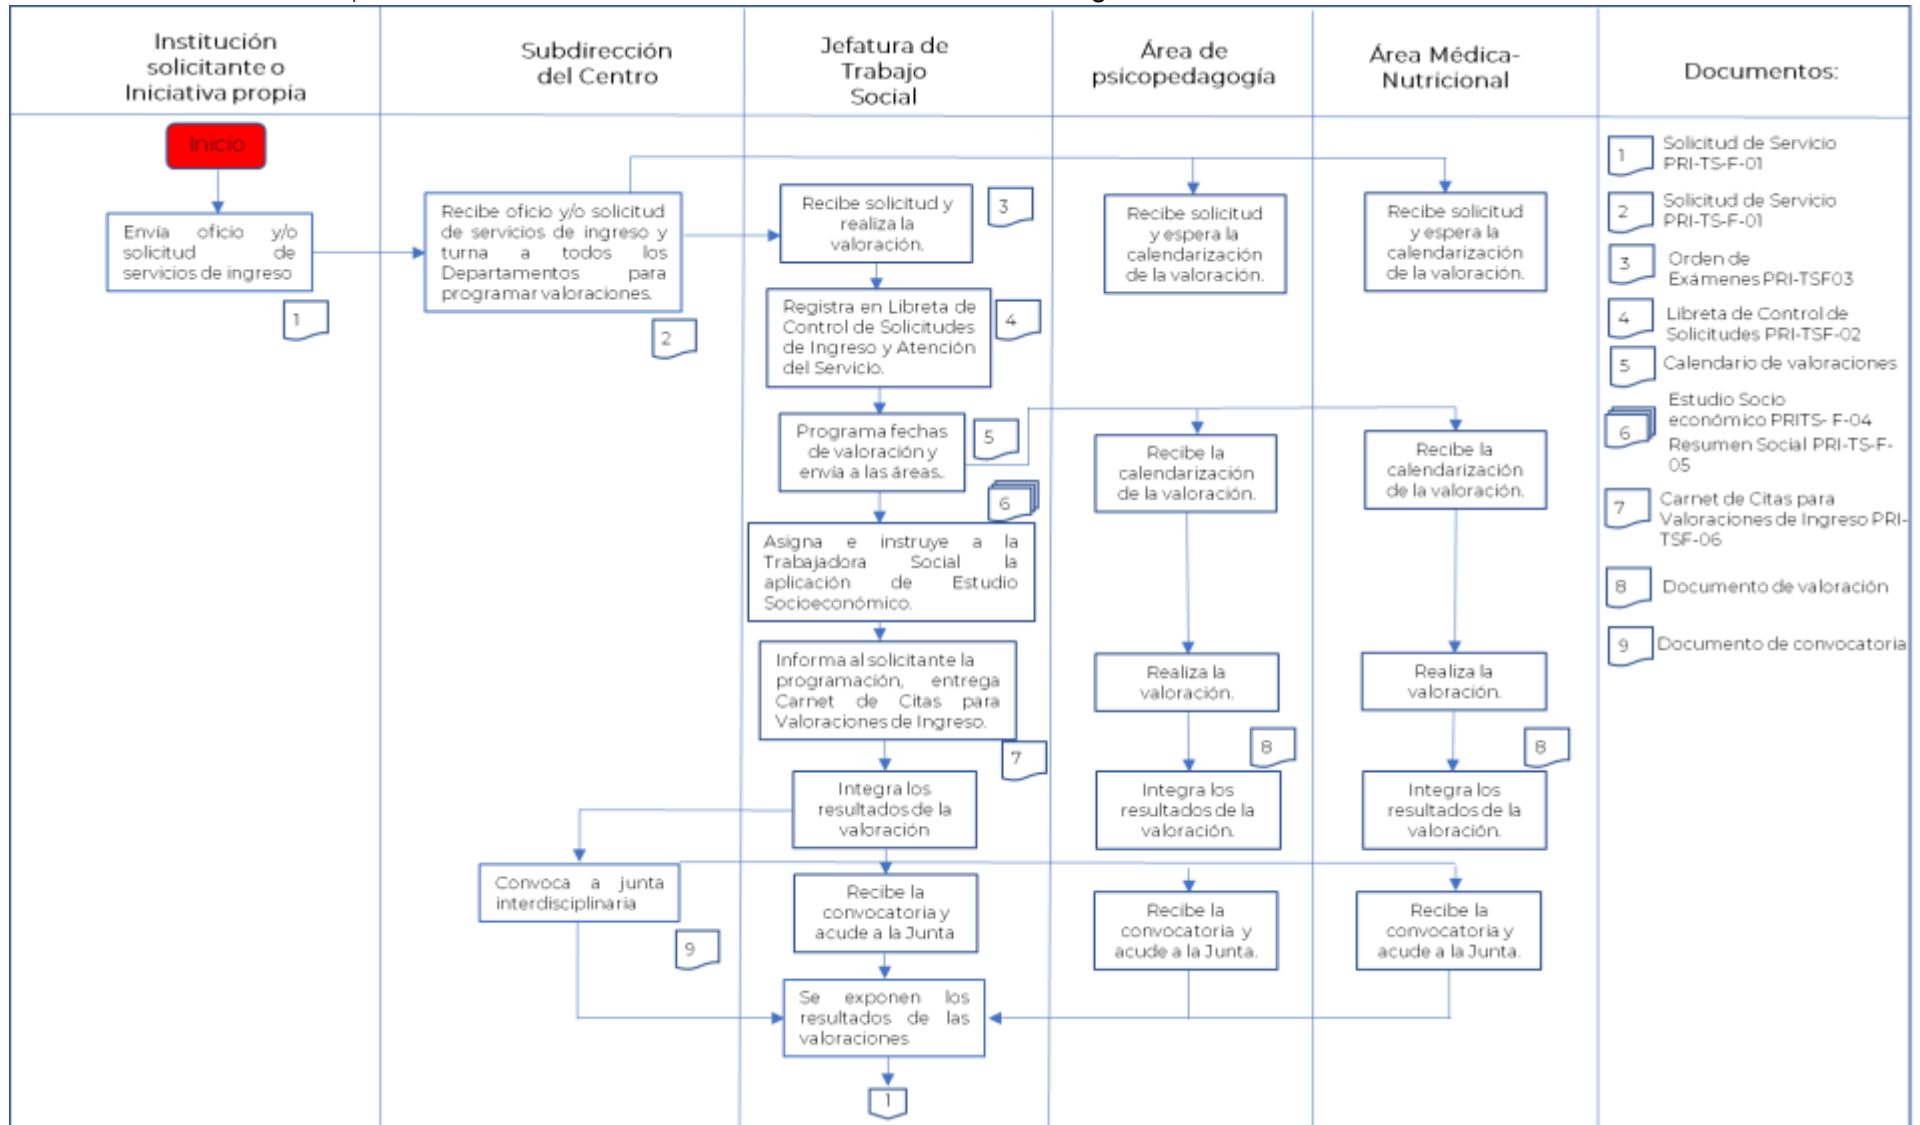 Institución
solicitante o
Iniciativa propia
Subdirección
del Centro
Jefatura de
Trabajo
Social
Área de
psicopedagogía
Área Médica-
Nutricional
Documentos:
Inicio
Envía oficio y/o
solicitud de
servicios de ingreso
1
Recibe oficio y/o solicitud
de servicios de ingreso y
turna a todos los
Departamentos para
programar valoraciones.
2
Recibe solicitud y
realiza la
valoración.
3
Registra en Libreta de
Control de Solicitudes
de Ingreso y Atención
del Servicio.
4
Programa fechas
de valoración y
envía a las áreas..
5
6
Asigna e instruye a la
Trabajadora Social la
aplicación de Estudio
Socioeconómico.
Informa al solicitante la
programación, entrega
Carnet de Citas para
Valoraciones de Ingreso.
7
Integra los
resultados de la
valoración
Convoca a junta
interdisciplinaria
9
Recibe la
convocatoria y
acude a la Junta
Se exponen los
resultados de las
valoraciones
1
Recibe solicitud
y espera la
calendarización
de la valoración.
Recibe la
calendarización
de la valoración.
Realiza la
valoración.
8
Integra los
resultados de la
valoración.
Recibe la
convocatoria y
acude a la Junta.
Recibe solicitud
y espera la
calendarización
de la valoración.
Recibe la
calendarización
de la valoración.
Realiza la
valoración.
8
Integra los
resultados de la
valoración.
Recibe la
convocatoria y
acude a la Junta.
1 Solicitud de Servicio
PRI-TS-F-01
2 Solicitud de Servicio
PRI-TS-F-01
3 Orden de
Exámenes PRI-TSF03
4 Libreta de Control de
Solicitudes PRI-TSF-02
5 Calendario de valoraciones
Estudio Socio
económico PRITS- F-04
6 Resumen Social PRI-TS-F-
05
7 Carnet de Citas para
Valoraciones de Ingreso PRI-
TSF-06
8 Documento de valoración
9 Documento de convocatoria